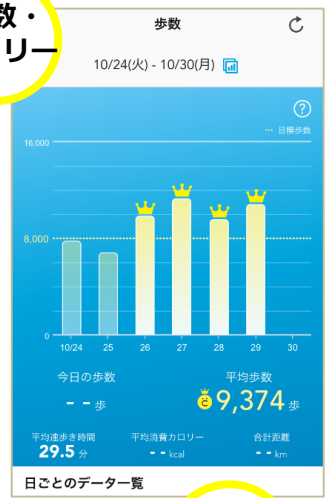 数・
リー
歩数
10/24(火) - 10/30(月)
?
··· 目標歩数
16,000
8,000
0
10/24 25 26 27 28 29 30
今日の歩数 平均歩数
- - 歩 9,374 歩
平均速歩き時間 平均消費カロリー 合計距離
29.5 分 - - kcal - - km
日ごとのデータ一覧